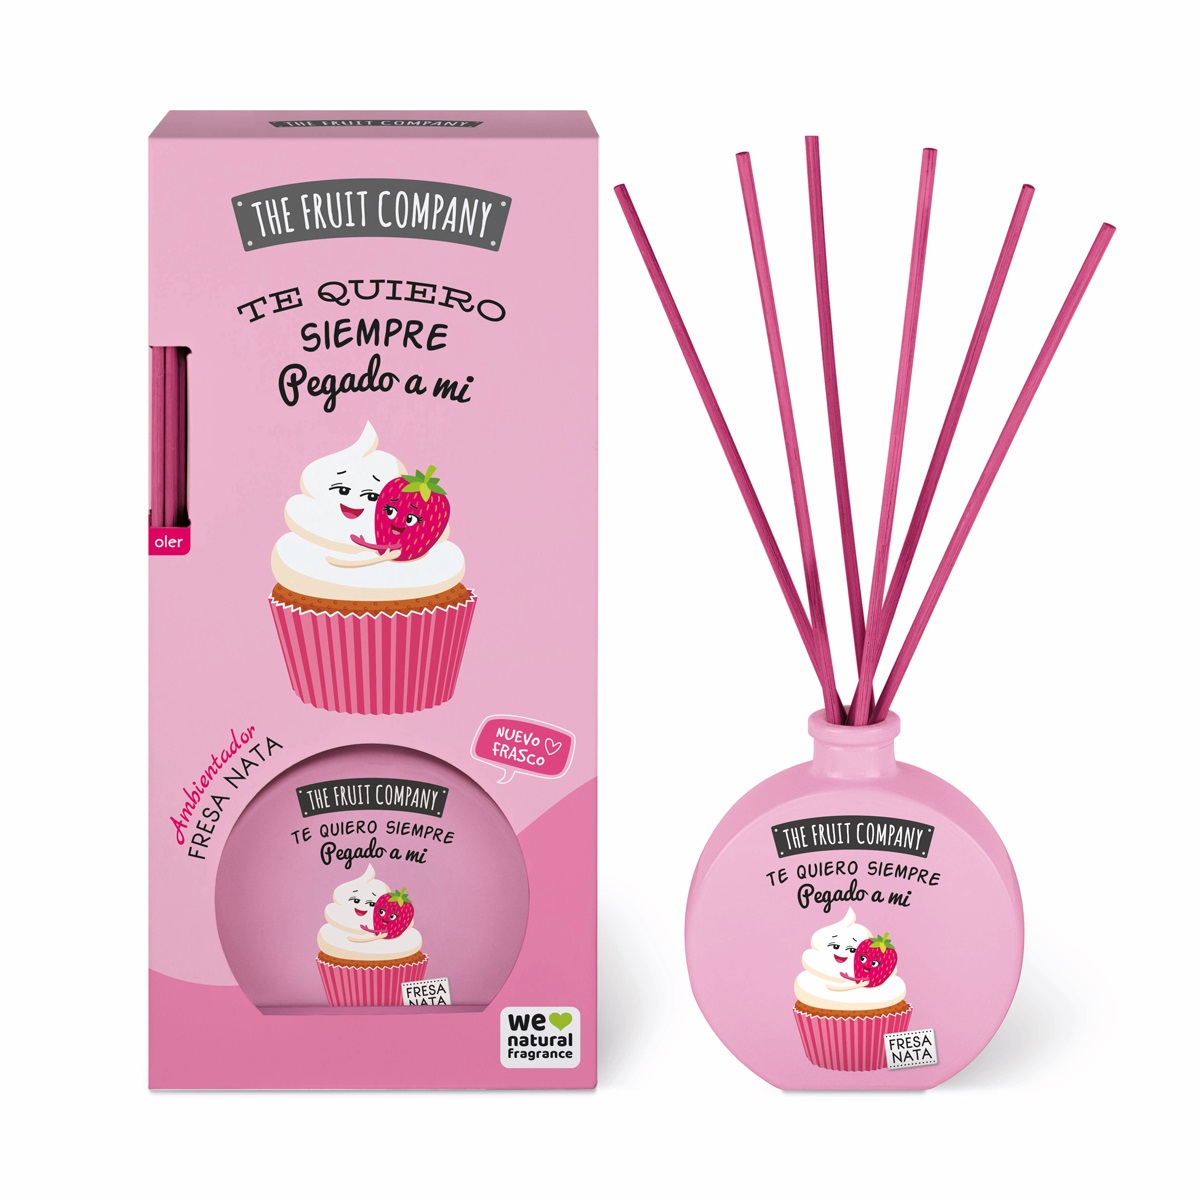 THE FRUIT COMPANY
THE FRUIT COMPANY
TE QUIERO
SIEMPRE
Pegado a mi
oler
Ambientador
FRESA NATA
NUEVO
FRASCO
THE FRUIT COMPANY
TE QUIERO SIEMPRE
Pegado a mi
FRESA
NATA
we
natural
fragrance
THE FRUIT COMPANY
TE QUIERO SIEMPRE
Pegado a mi
FRESA
NATA